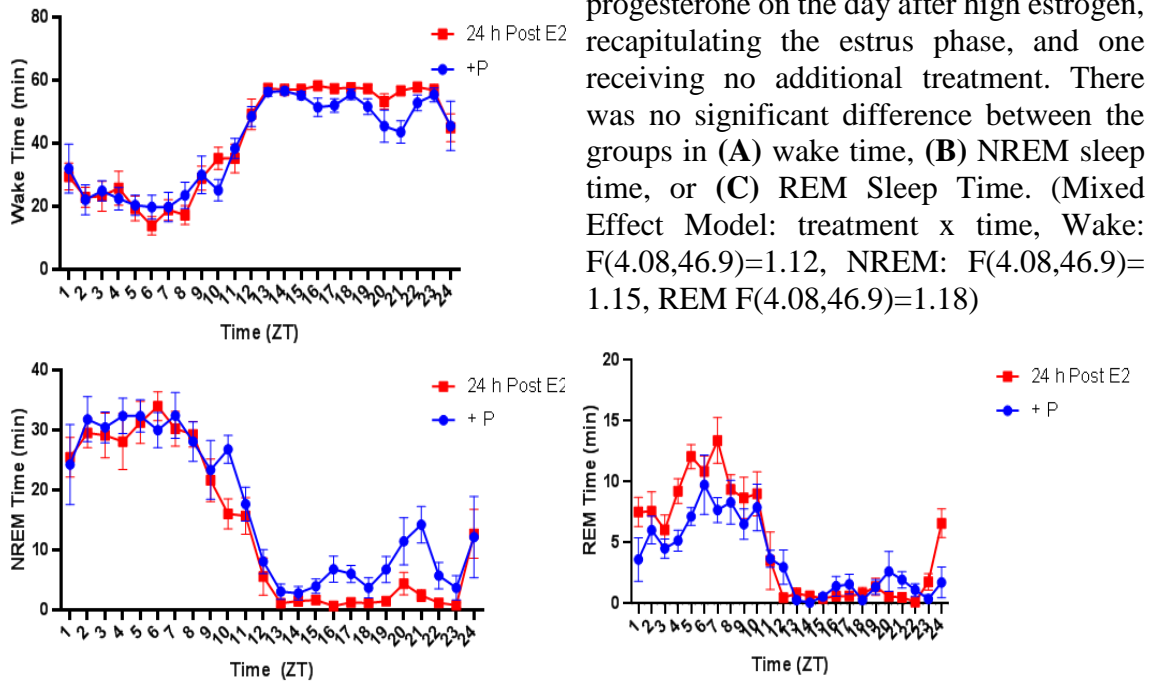 progesterone on the day after high estrogen,
recapitulating the estrus phase, and one
receiving no additional treatment. There
was no significant difference between the
groups in (A) wake time, (B) NREM sleep
time, or (C) REM Sleep Time. (Mixed
Effect Model: treatment x time, Wake:
F(4.08,46.9)=1.12, NREM: F(4.08,46.9)=
1.15, REM F(4.08,46.9)=1.18)
24 h Post E2
+P
Wake Time (min)
80
60
40
20
0
1 2 3 4 5 6 7 8 9 10 11 12 13 14 15 16 17 18 19 20 21 22 23 24
Time (ZT)
24 h Post E2
+ P
NREM Time (min)
40
30
20
10
0
1 2 3 4 5 6 7 8 9 10 11 12 13 14 15 16 17 18 19 20 21 22 23 24
Time (ZT)
24 h Post E2
+ P
REM Time (min)
20
15
10
5
0
1 2 3 4 5 6 7 8 9 10 11 12 13 14 15 16 17 18 19 20 21 22 23 24
Time (ZT)